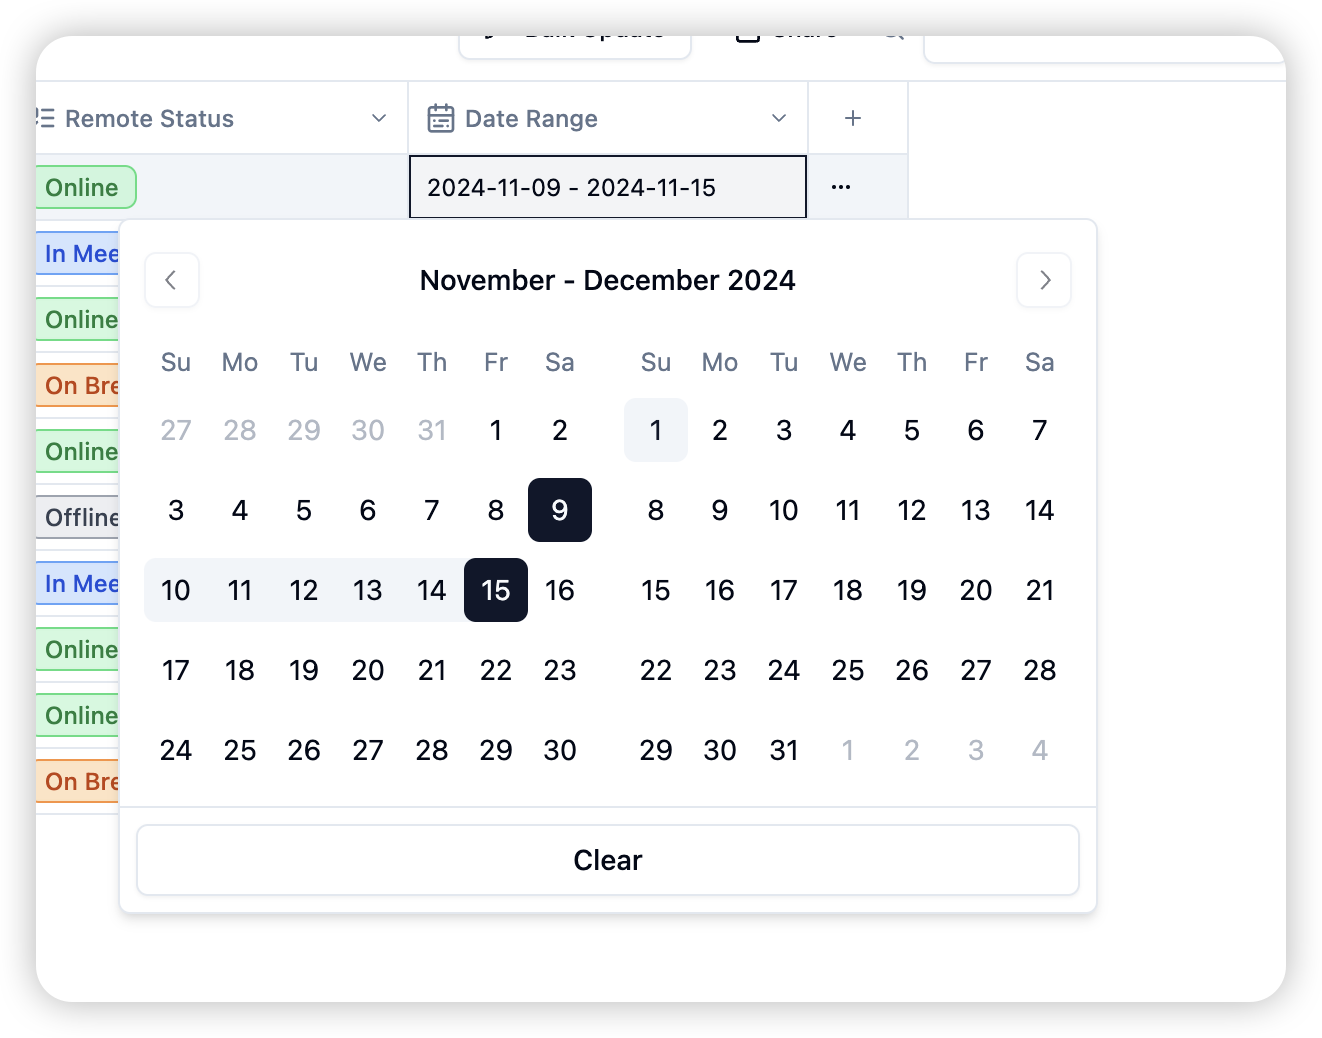 Bulk Update Share
Remote Status Date Range
Online 2024-11-09 - 2024-11-15
In Mee
Online
On Bre
Online
Offline
In Mee
Online
Online
On Bre
November - December 2024
Su Mo Tu We Th Fr Sa Su Mo Tu We Th Fr Sa
27 28 29 30 31 1 2 1 2 3 4 5 6 7
3 4 5 6 7 8 9 8 9 10 11 12 13 14
10 11 12 13 14 15 16 15 16 17 18 19 20 21
17 18 19 20 21 22 23 22 23 24 25 26 27 28
24 25 26 27 28 29 30 29 30 31 1 2 3 4
Clear